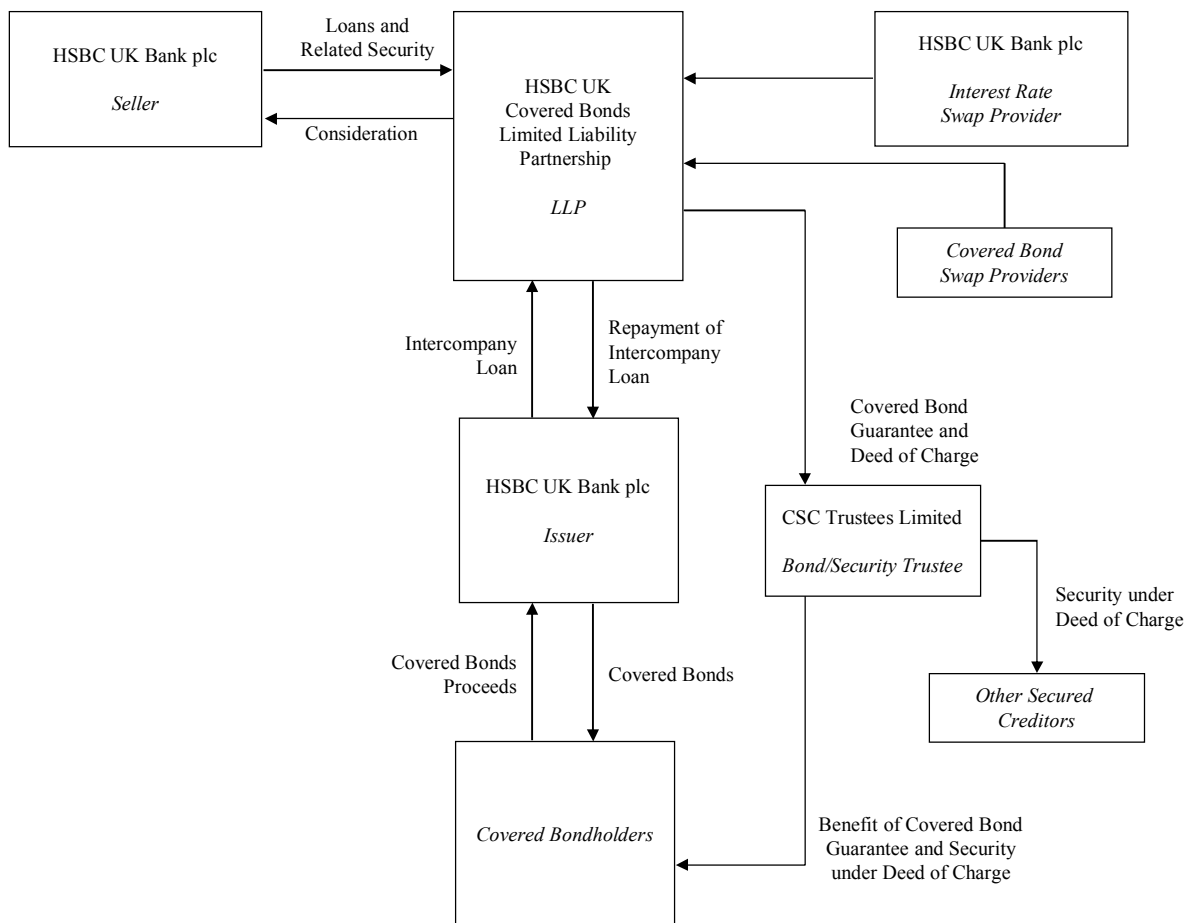 Loans and
Related Security
HSBC UK Bank plc
Seller
Consideration
HSBC UK
Covered Bonds
Limited Liability
Partnership
LLP
HSBC UK Bank plc
Interest Rate
Swap Provider
Covered Bond
Swap Providers
Intercompany
Loan
Repayment of
Intercompany
Loan
Covered Bond
Guarantee and
Deed of Charge
HSBC UK Bank plc
Issuer
CSC Trustees Limited
Bond/Security Trustee
Security under
Deed of Charge
Covered Bonds
Proceeds
Covered Bonds
Other Secured
Creditors
Covered Bondholders
Benefit of Covered Bond
Guarantee and Security
under Deed of Charge